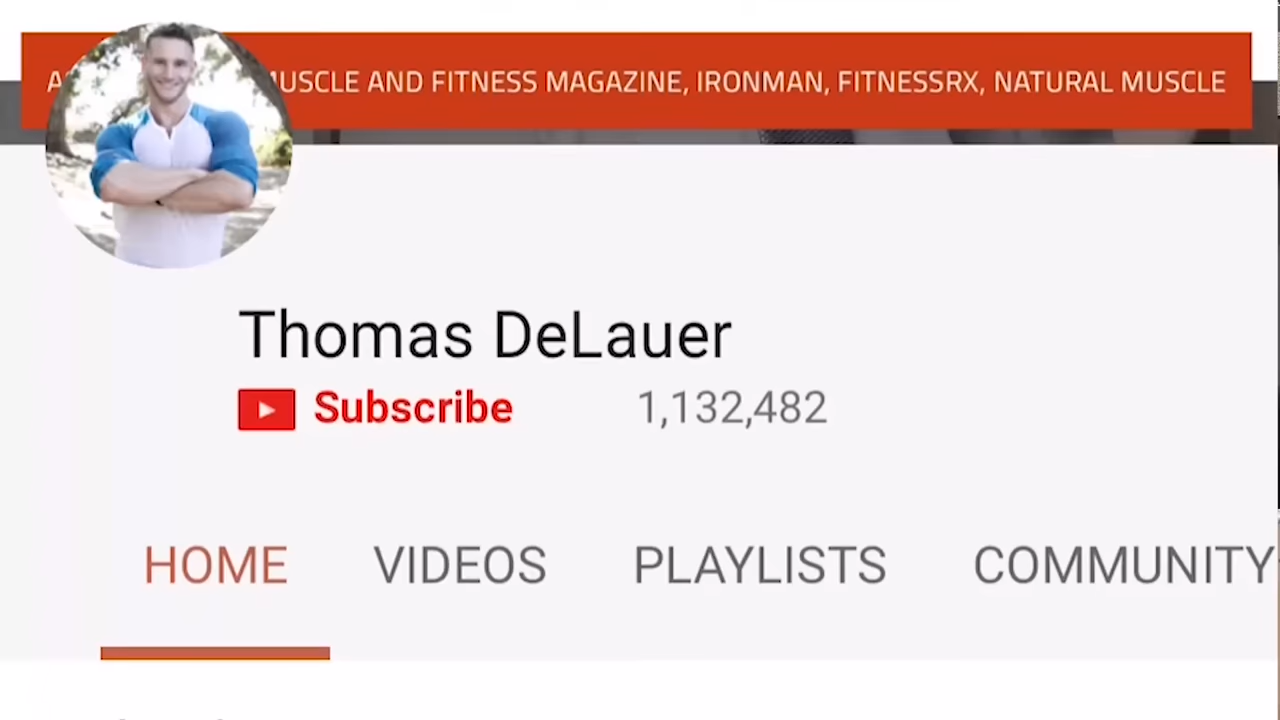 MUSCLE AND FITNESS MAGAZINE, IRONMAN, FITNESSRX, NATURAL MUSCLE
Thomas DeLauer
Subscribe 1,132,482
HOME VIDEOS PLAYLISTS COMMUNITY